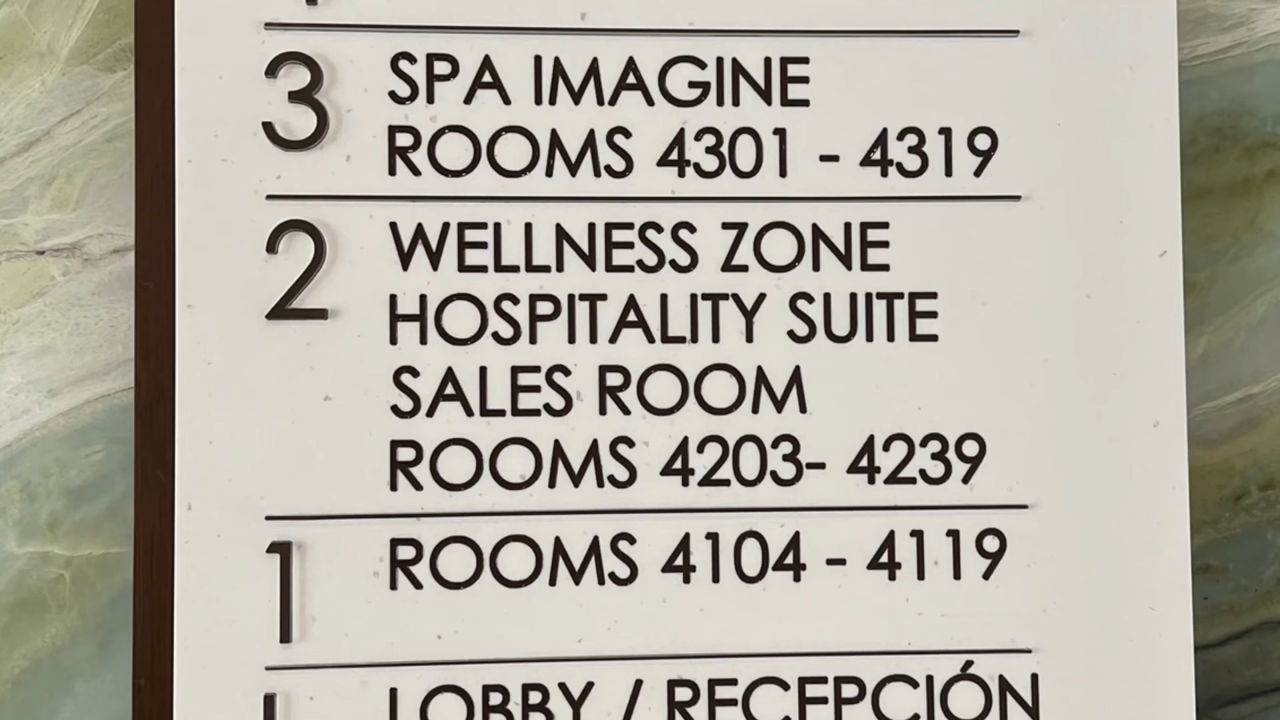 3 SPA IMAGINE
ROOMS 4301 - 4319
2 WELLNESS ZONE
HOSPITALITY SUITE
SALES ROOM
ROOMS 4203- 4239
1 ROOMS 4104 - 4119
LOBBY / RECEPCIÓN